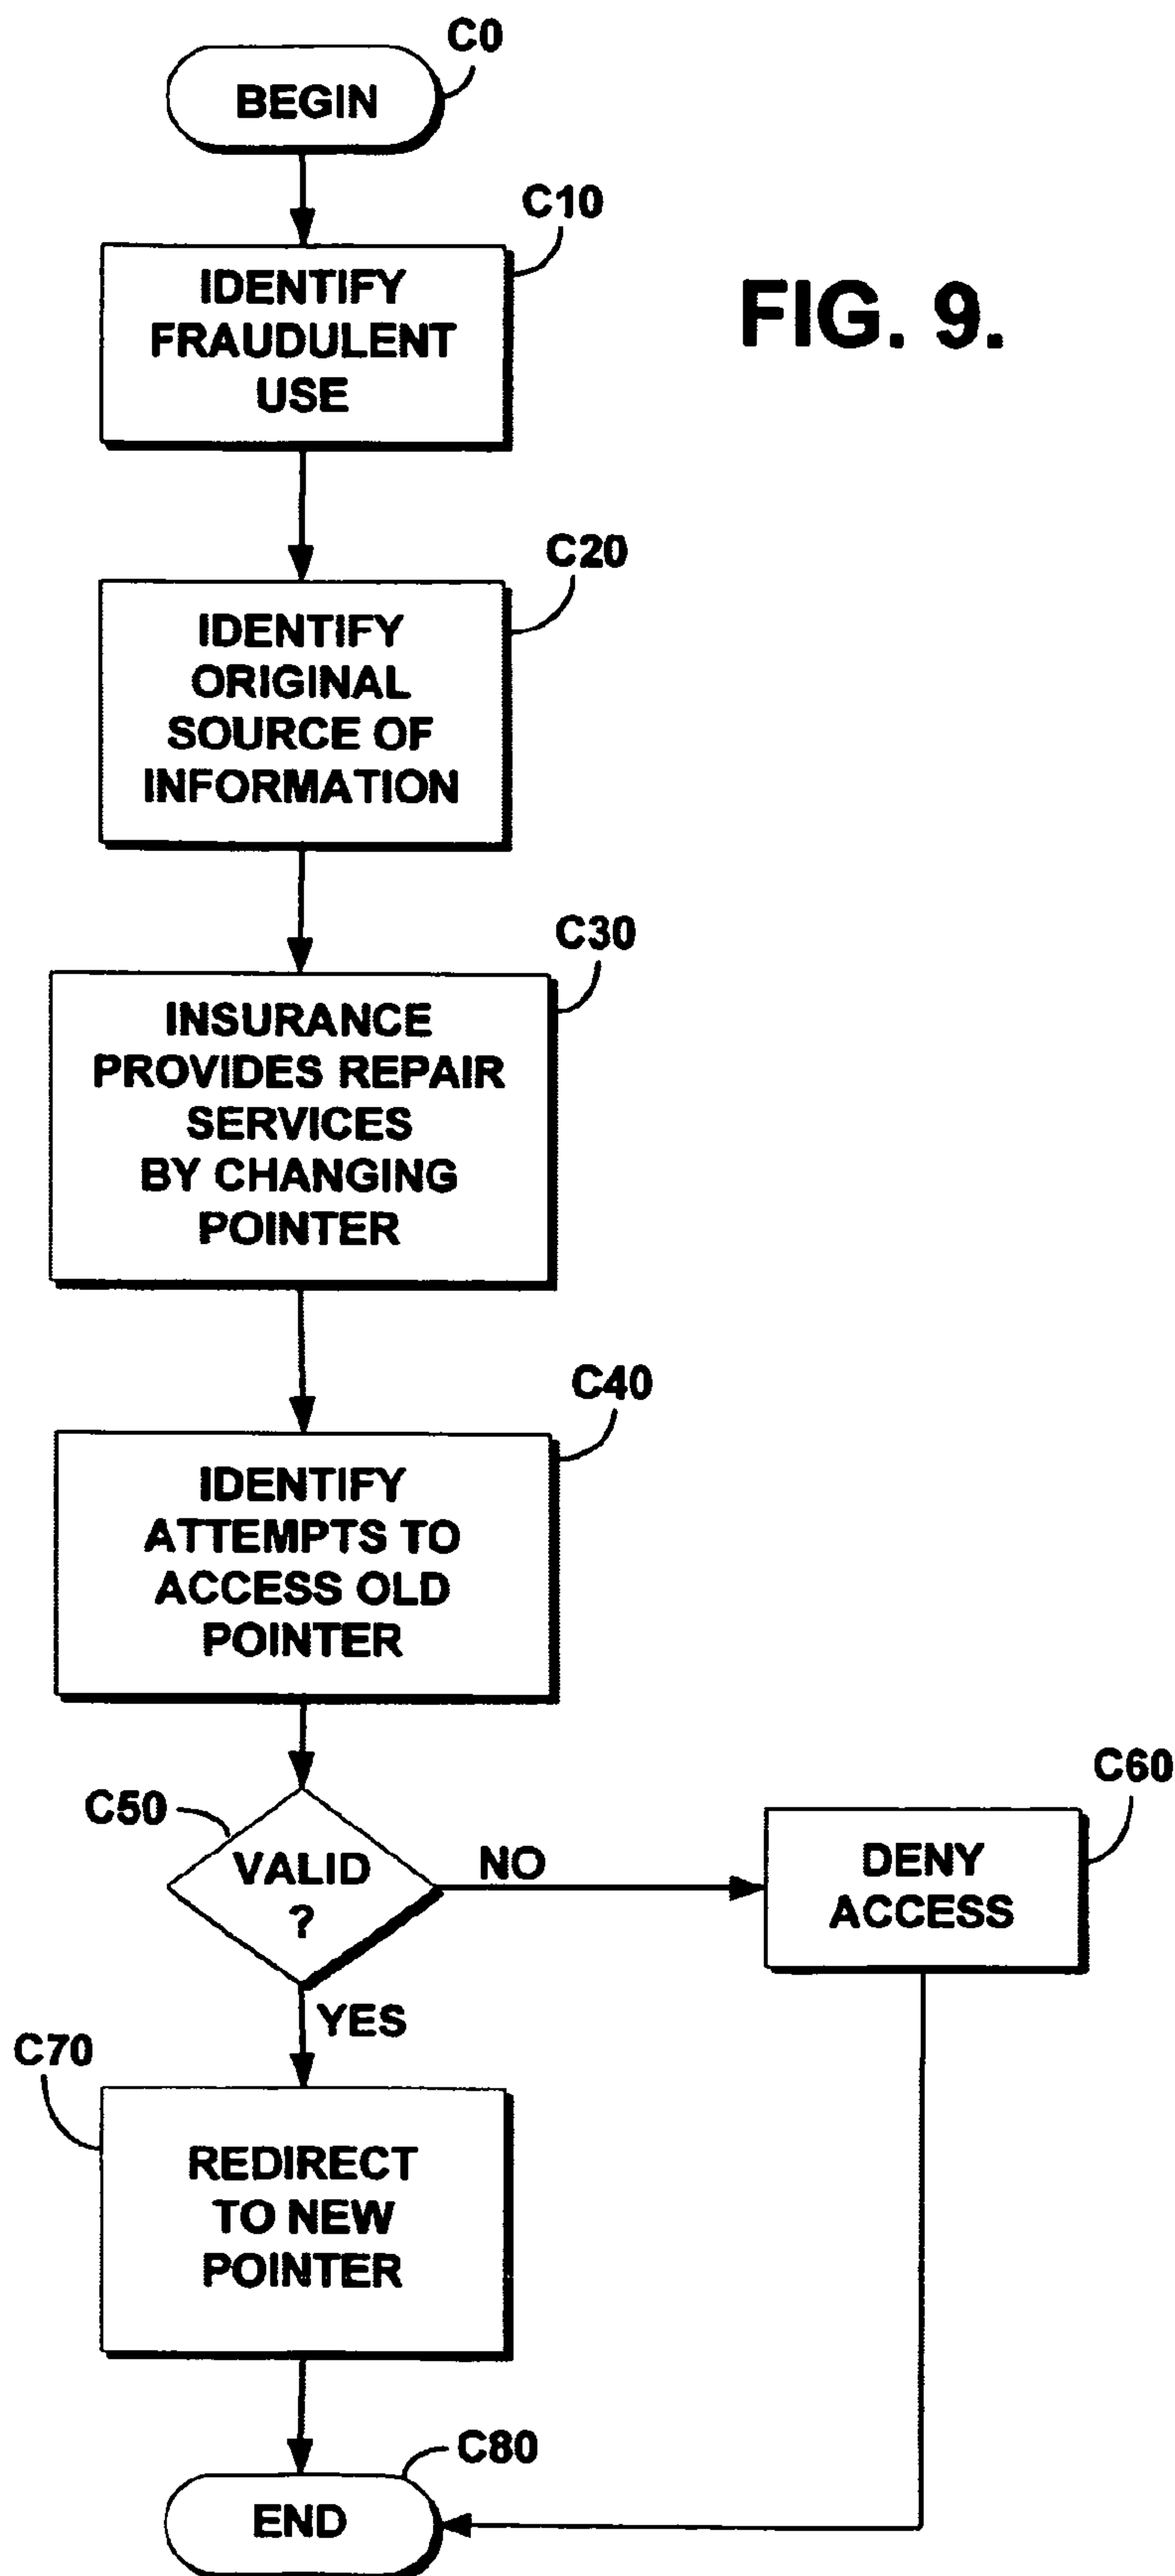 C0
BEGIN
C10
IDENTIFY
FRAUDULENT
USE
FIG. 9.
C20
IDENTIFY
ORIGINAL
SOURCE OF
INFORMATION
C30
INSURANCE
PROVIDES REPAIR
SERVICES
BY CHANGING
POINTER
C40
IDENTIFY
ATTEMPTS TO
ACCESS OLD
POINTER
C50
VALID
?
NO
C60
DENY
ACCESS
YES
C70
REDIRECT
TO NEW
POINTER
C80
END